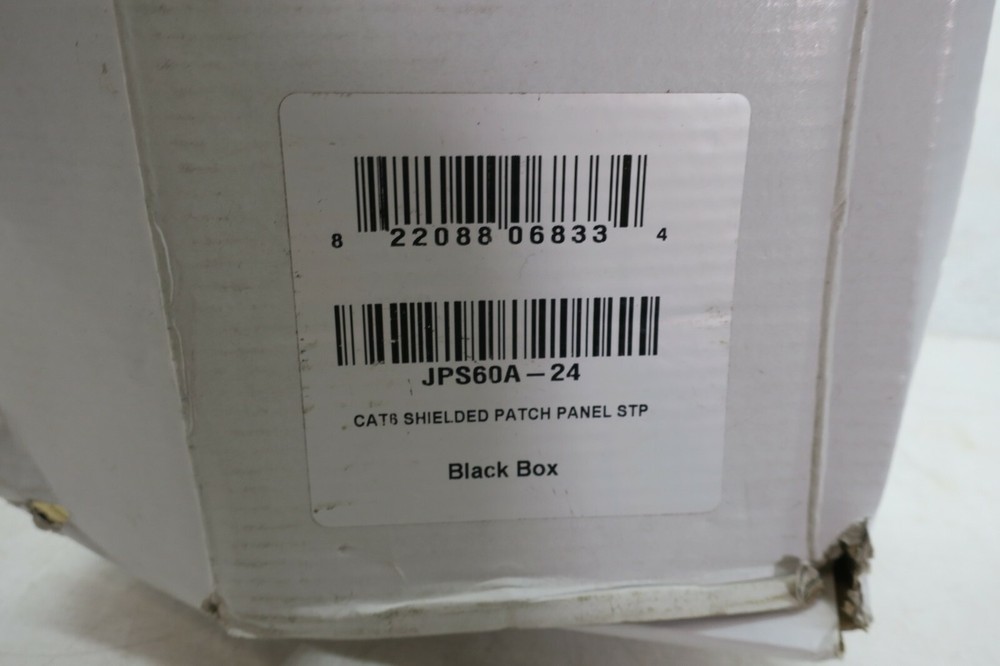 8 22088 06833 4
JPS60A-24
CAT6 SHIELDED PATCH PANEL STP
Black Box